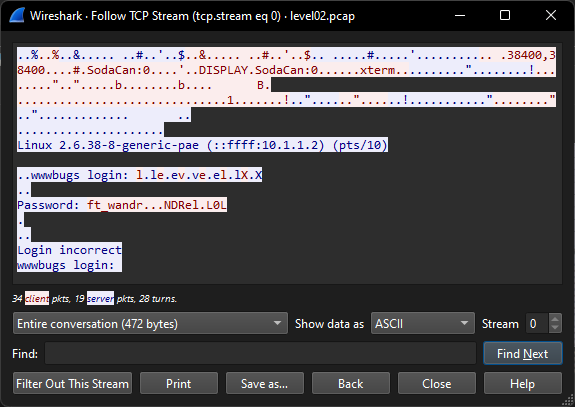 Wireshark · Follow TCP Stream (tcp.stream eq 0) · level02.pcap
..%..%..&..... ..#..'..$..&..... ..#..'..$.. .....#.....'........... .. .38400,3
8400....#.SodaCan:0....'..DISPLAY.SodaCan:0......xterm.........."........!...
....."..".....b........b.... B.
..............................1.......!.."......"......!..........."........"
..".............. ..
.....................
Linux 2.6.38-8-generic-pae (::ffff:10.1.1.2) (pts/10)
..wwwbugs login: l.le.ev.ve.el.lX.X
..
Password: ft_wandr...NDRel.L0L
.
..
Login incorrect
wwwbugs login:
34 client pkts, 19 server pkts, 28 turns.
Entire conversation (472 bytes) Show data as ASCII Stream 0
Find: Find Next
Filter Out This Stream Print Save as... Back Close Help